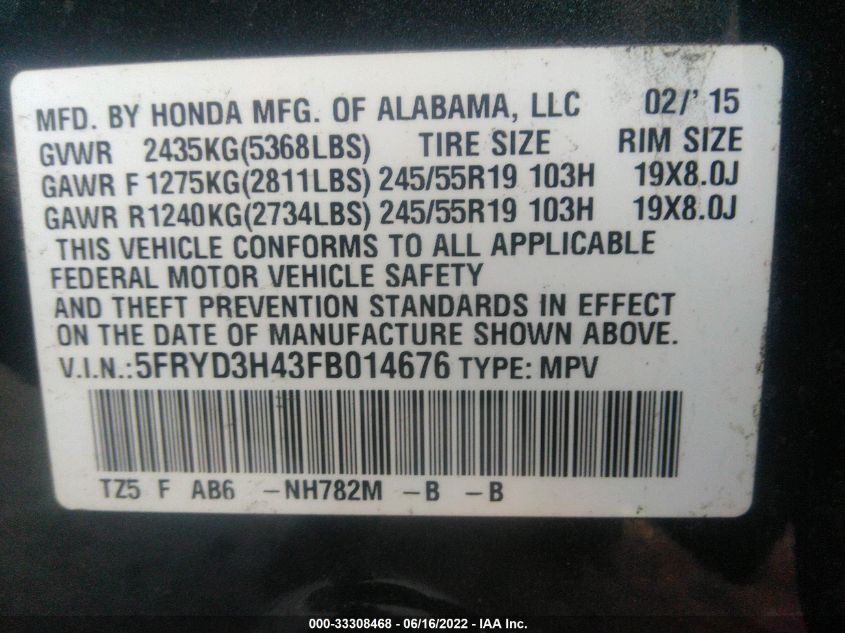 MFD. BY HONDA MFG. OF ALABAMA, LLC 02/'15
GVWR 2435KG(5368LBS) TIRE SIZE RIM SIZE
GAWR F 1275KG(2811LBS) 245/55R19 103H 19X8.0J
GAWR R1240KG(2734LBS) 245/55R19 103H 19X8.0J
THIS VEHICLE CONFORMS TO ALL APPLICABLE
FEDERAL MOTOR VEHICLE SAFETY
AND THEFT PREVENTION STANDARDS IN EFFECT
ON THE DATE OF MANUFACTURE SHOWN ABOVE.
V.I.N.:5FRYD3H43FB014676 TYPE: MPV
TZ5 F AB6 -NH782M -B -B
000-33308468 - 06/16/2022 - IAA Inc.